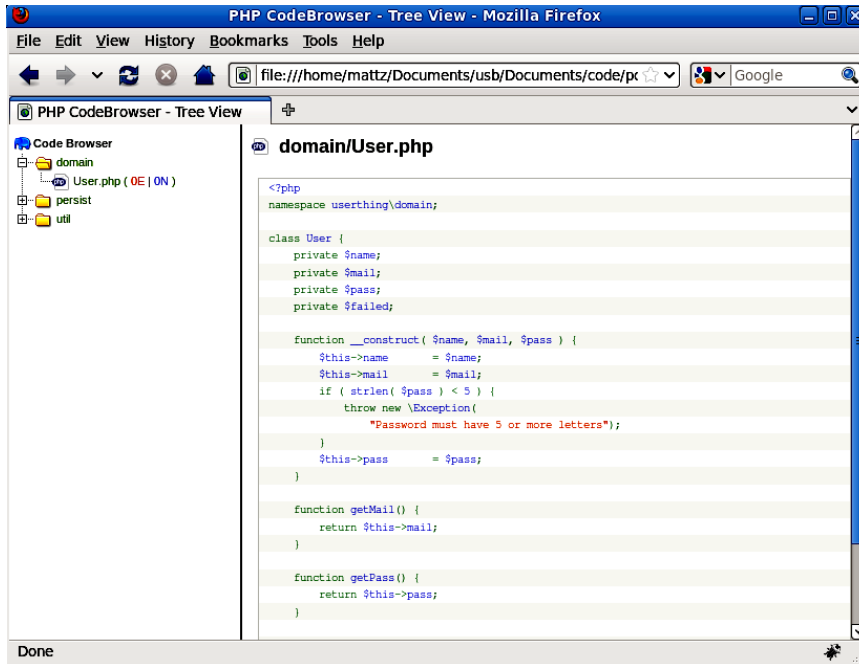 PHP CodeBrowser - Tree View - Mozilla Firefox
File Edit View History Bookmarks Tools Help
file:///home/mattz/Documents/usb/Documents/code/pc
Google
PHP CodeBrowser - Tree View
Code Browser
domain
User.php ( 0E | 0N )
persist
util
php domain/User.php
<?php
namespace userthing\domain;
class User {
    private $name;
    private $mail;
    private $pass;
    private $failed;
    function __construct( $name, $mail, $pass ) {
        $this->name      = $name;
        $this->mail      = $mail;
        if ( strlen( $pass ) < 5 ) {
            throw new \Exception(
                "Password must have 5 or more letters");
        }
        $this->pass      = $pass;
    }
    function getMail() {
        return $this->mail;
    }
    function getPass() {
        return $this->pass;
    }
Done